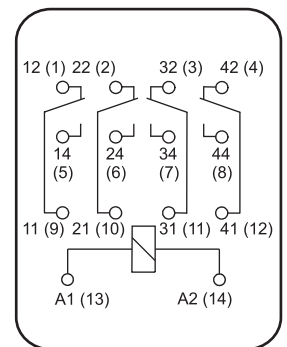 12 (1) 22 (2) 32 (3) 42 (4)
14 24 34 44
(5) (6) (7) (8)
11 (9) 21 (10) 31 (11) 41 (12)
A1 (13) A2 (14)